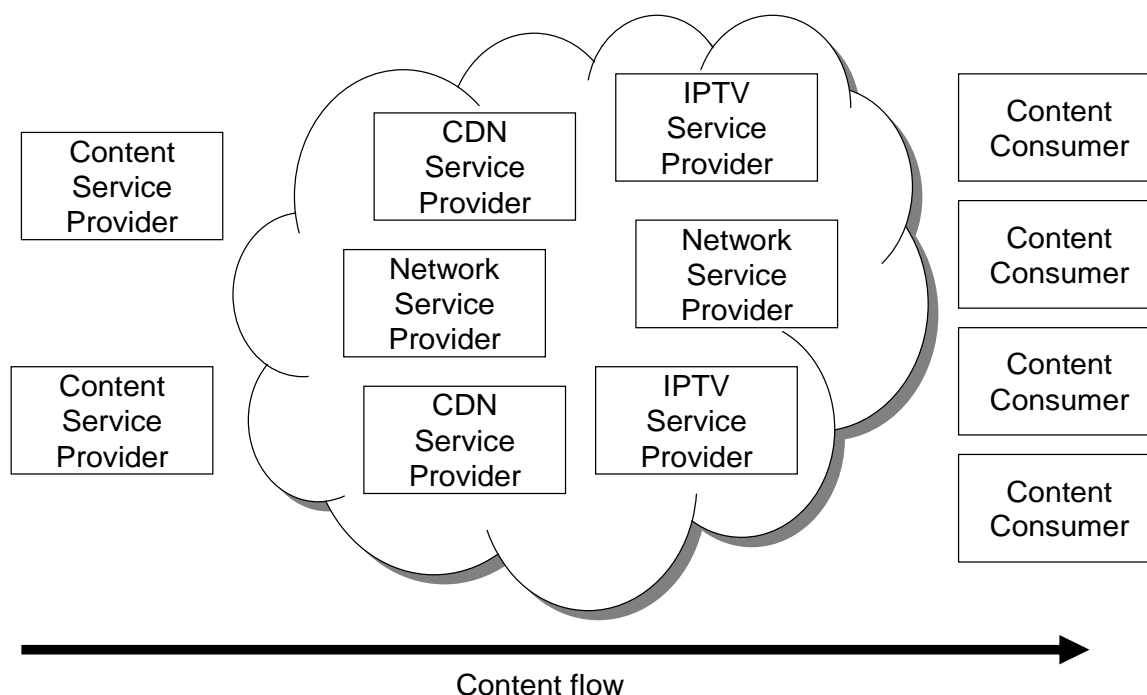 Content
Service
Provider
Content
Service
Provider
CDN
Service
Provider
IPTV
Service
Provider
Network
Service
Provider
Network
Service
Provider
CDN
Service
Provider
IPTV
Service
Provider
Content
Consumer
Content
Consumer
Content
Consumer
Content
Consumer
Content flow